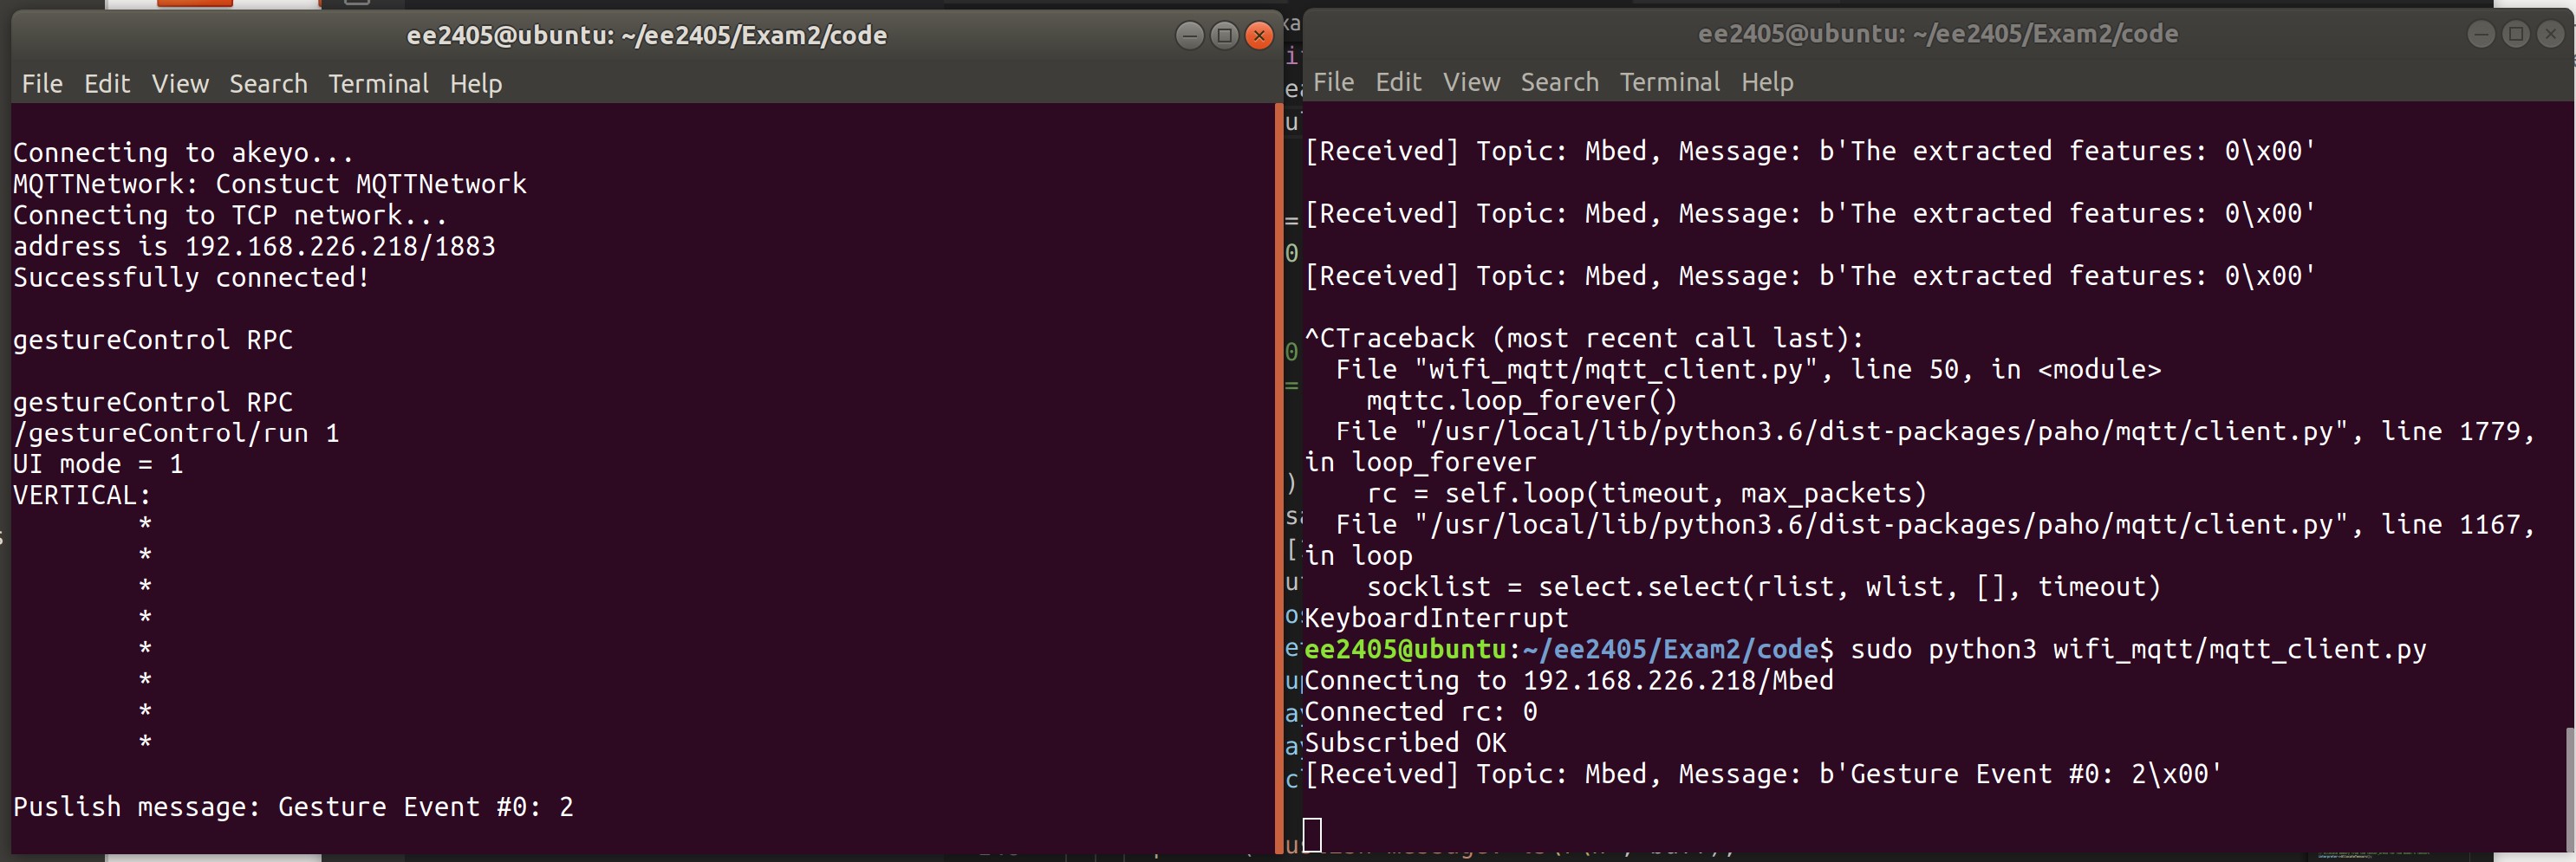 ee2405@ubuntu: ~/ee2405/Exam2/code
File Edit View Search Terminal Help
Connecting to akeyo...
MQTTNetwork: Constuct MQTTNetwork
Connecting to TCP network...
address is 192.168.226.218/1883
Successfully connected!
gestureControl RPC
gestureControl RPC
/gestureControl/run 1
UI mode = 1
VERTICAL:
*
*
*
*
*
*
*
*
Puslish message: Gesture Event #0: 2
ee2405@ubuntu: ~/ee2405/Exam2/code
File Edit View Search Terminal Help
[Received] Topic: Mbed, Message: b'The extracted features: 0\x00'
[Received] Topic: Mbed, Message: b'The extracted features: 0\x00'
[Received] Topic: Mbed, Message: b'The extracted features: 0\x00'
^CTraceback (most recent call last):
File "wifi_mqtt/mqtt_client.py", line 50, in <module>
mqttc.loop_forever()
File "/usr/local/lib/python3.6/dist-packages/paho/mqtt/client.py", line 1779,
in loop_forever
rc = self.loop(timeout, max_packets)
File "/usr/local/lib/python3.6/dist-packages/paho/mqtt/client.py", line 1167,
in loop
socklist = select.select(rlist, wlist, [], timeout)
KeyboardInterrupt
ee2405@ubuntu:~/ee2405/Exam2/code$ sudo python3 wifi_mqtt/mqtt_client.py
Connecting to 192.168.226.218/Mbed
Connected rc: 0
Subscribed OK
[Received] Topic: Mbed, Message: b'Gesture Event #0: 2\x00'